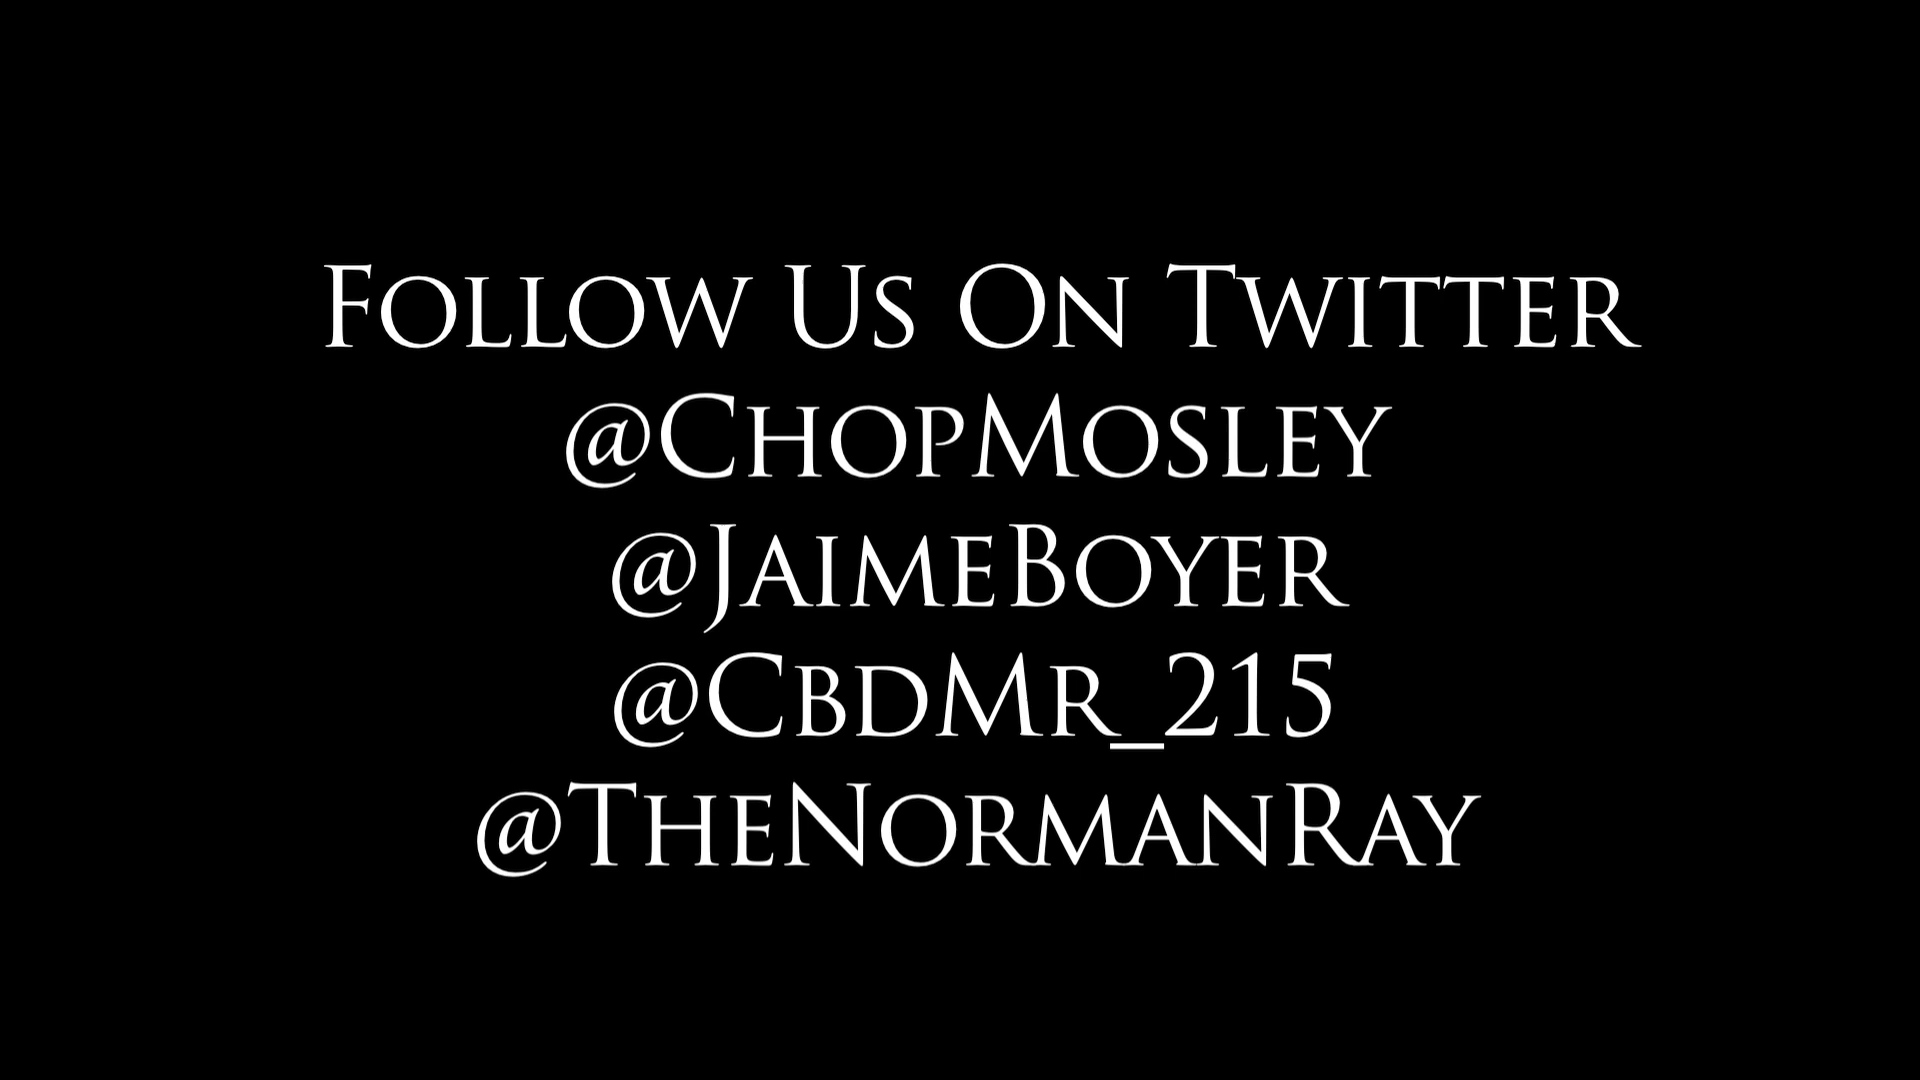 Follow Us On Twitter
@ChopMosley
@JaimeBoyer
@CbdMr_215
@TheNormanRay